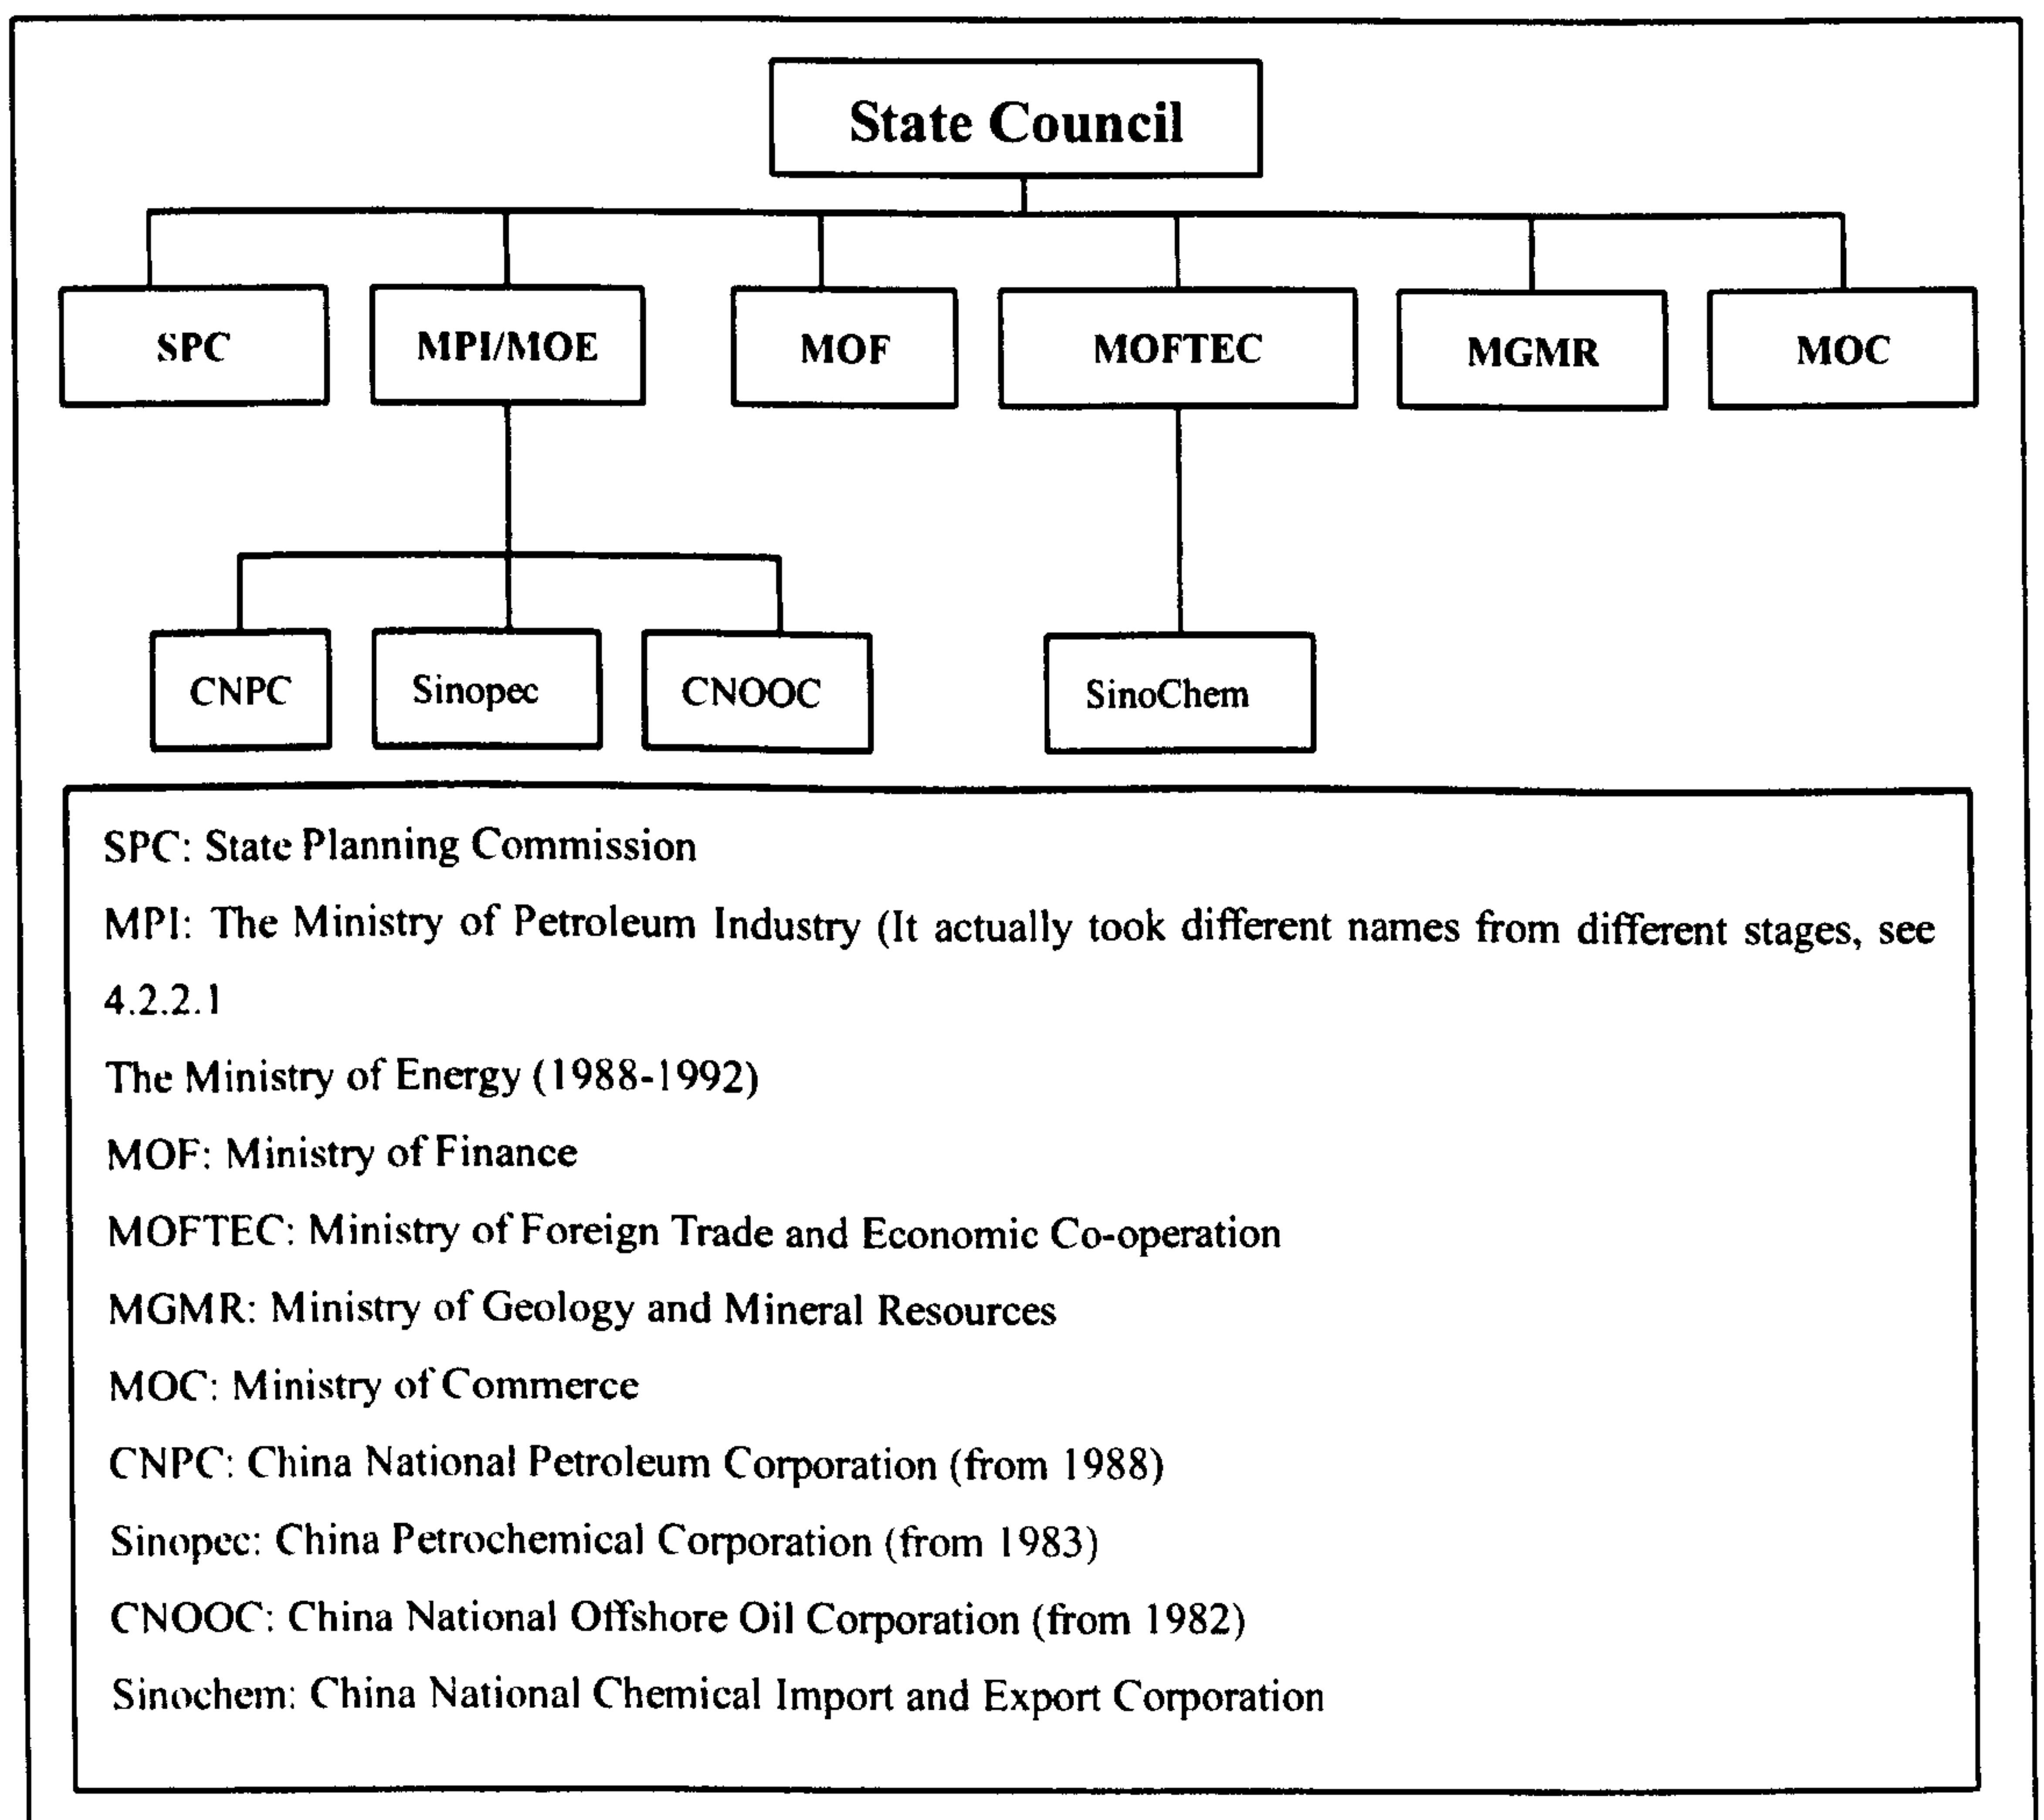 State Council
SPC
MPI/MOE
MOF
MOFTEC
MGMR
MOC
CNPC
Sinopec
CNOOC
SinoChem
SPC: State Planning Commission
MPI: The Ministry of Petroleum Industry (It actually took different names from different stages, see
4.2.2.1
The Ministry of Energy (1988-1992)
MOF: Ministry of Finance
MOFTEC: Ministry of Foreign Trade and Economic Co-operation
MGMR: Ministry of Geology and Mineral Resources
MOC: Ministry of Commerce
CNPC: China National Petroleum Corporation (from 1988)
Sinopec: China Petrochemical Corporation (from 1983)
CNOOC: China National Offshore Oil Corporation (from 1982)
Sinochem: China National Chemical Import and Export Corporation